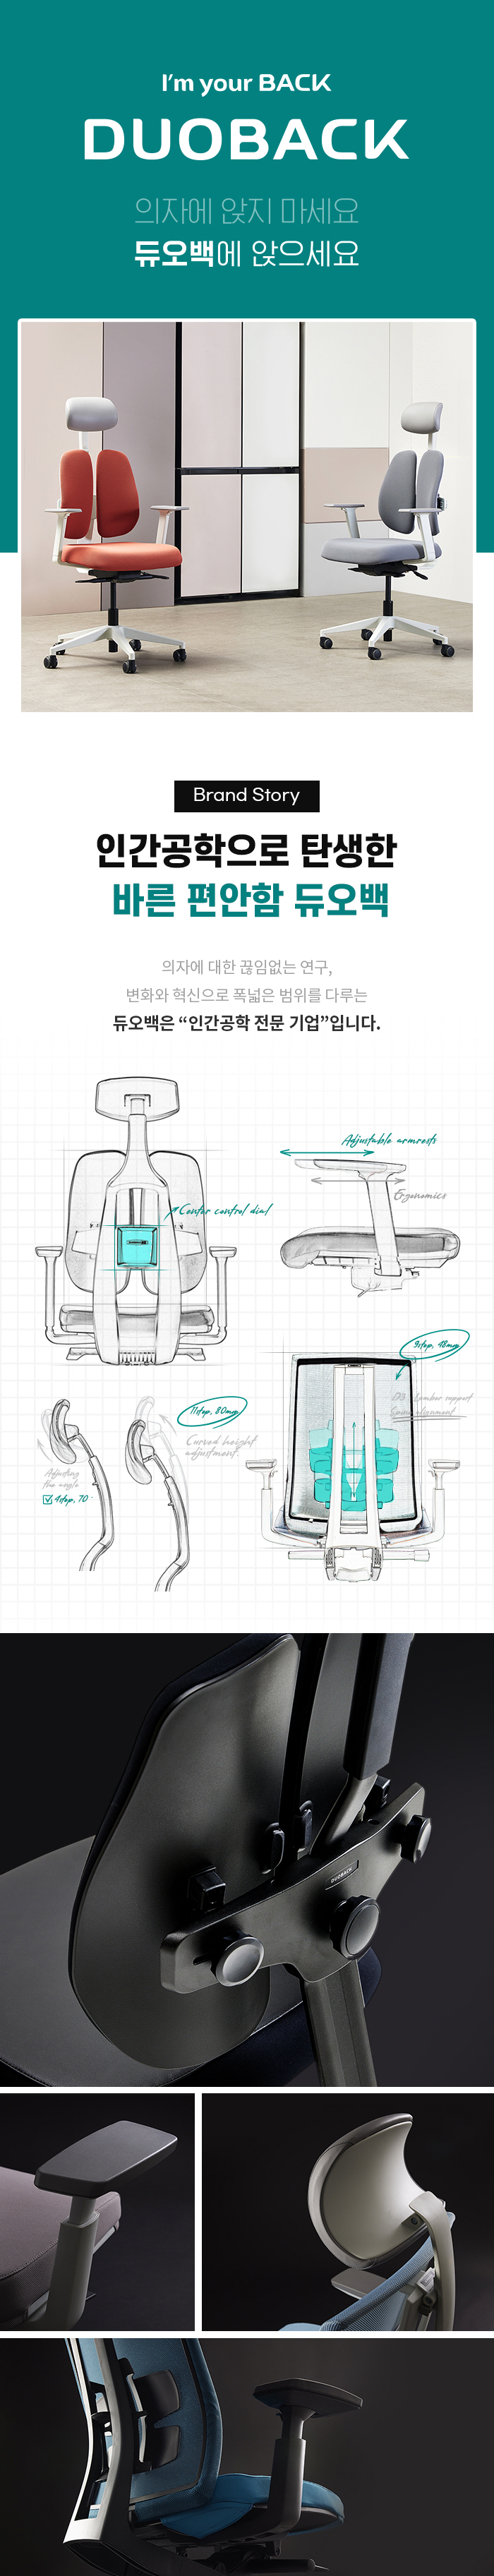 I'm your BACK
DUOBACK
의자에 앉지 마세요
듀오백에 앉으세요
Brand Story
인간공학으로 탄생한
바른 편안함 듀오백
의자에 대한 끊임없는 연구,
변화와 혁신으로 폭넓은 범위를 다루는
듀오백은 “인간공학 전문 기업”입니다.
Adjustable armrests
Ergonomics
Center control dial
9step, 48mm
Lumber support
11step, 80mm
Curved height
adjustment
Adjusting
the angle
4step, 70
DUOBACK